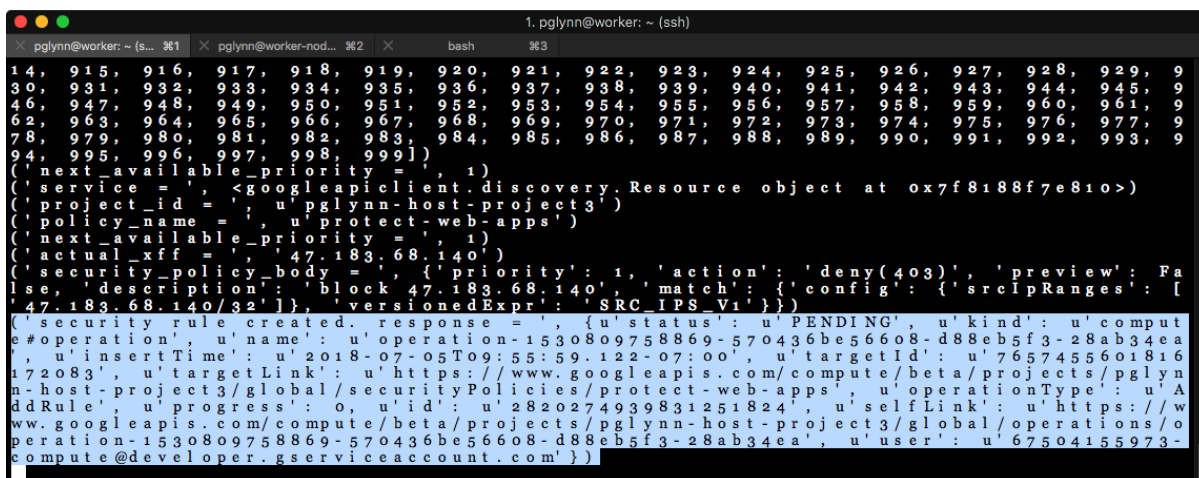 1. pglynn@worker: ~ (ssh)
× pglynn@worker: ~ (s... ⌘1 × pglynn@worker-nod... ⌘2 × bash ⌘3
14, 915, 916, 917, 918, 919, 920, 921, 922, 923, 924, 925, 926, 927, 928, 929, 9
30, 931, 932, 933, 934, 935, 936, 937, 938, 939, 940, 941, 942, 943, 944, 945, 9
46, 947, 948, 949, 950, 951, 952, 953, 954, 955, 956, 957, 958, 959, 960, 961, 9
62, 963, 964, 965, 966, 967, 968, 969, 970, 971, 972, 973, 974, 975, 976, 977, 9
78, 979, 980, 981, 982, 983, 984, 985, 986, 987, 988, 989, 990, 991, 992, 993, 9
94, 995, 996, 997, 998, 999])
('next_available_priority = ', 1)
('service = ', <googleapiclient.discovery.Resource object at 0x7f8188f7e810>)
('project_id = ', u'pglynn-host-project3')
('policy_name = ', u'protect-web-apps')
('next_available_priority = ', 1)
('actual_xff = ', '47.183.68.140')
('security_policy_body = ', {'priority': 1, 'action': 'deny(403)', 'preview': Fa
lse, 'description': 'block 47.183.68.140', 'match': {'config': {'srcIpRanges': [
'47.183.68.140/32']}, 'versionedExpr': 'SRC_IPS_V1'}})
('security rule created. response = ', {u'status': u'PENDING', u'kind': u'comput
e#operation', u'name': u'operation-1530809758869-570436be56608-d88eb5f3-28ab34ea
', u'insertTime': u'2018-07-05T09:55:59.122-07:00', u'targetId': u'7657455601816
172083', u'targetLink': u'https://www.googleapis.com/compute/beta/projects/pglyn
n-host-project3/global/securityPolicies/protect-web-apps', u'operationType': u'A
ddRule', u'progress': 0, u'id': u'2820274939831251824', u'selfLink': u'https://w
ww.googleapis.com/compute/beta/projects/pglynn-host-project3/global/operations/o
peration-1530809758869-570436be56608-d88eb5f3-28ab34ea', u'user': u'67504155973-
compute@developer.gserviceaccount.com'})